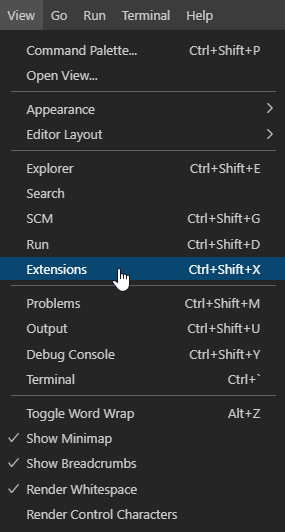 View Go Run Terminal Help
Command Palette... Ctrl+Shift+P
Open View...
Appearance
Editor Layout
Explorer Ctrl+Shift+E
Search
SCM Ctrl+Shift+G
Run Ctrl+Shift+D
Extensions Ctrl+Shift+X
Problems Ctrl+Shift+M
Output Ctrl+Shift+U
Debug Console Ctrl+Shift+Y
Terminal Ctrl+`
Toggle Word Wrap Alt+Z
Show Minimap
Show Breadcrumbs
Render Whitespace
Render Control Characters